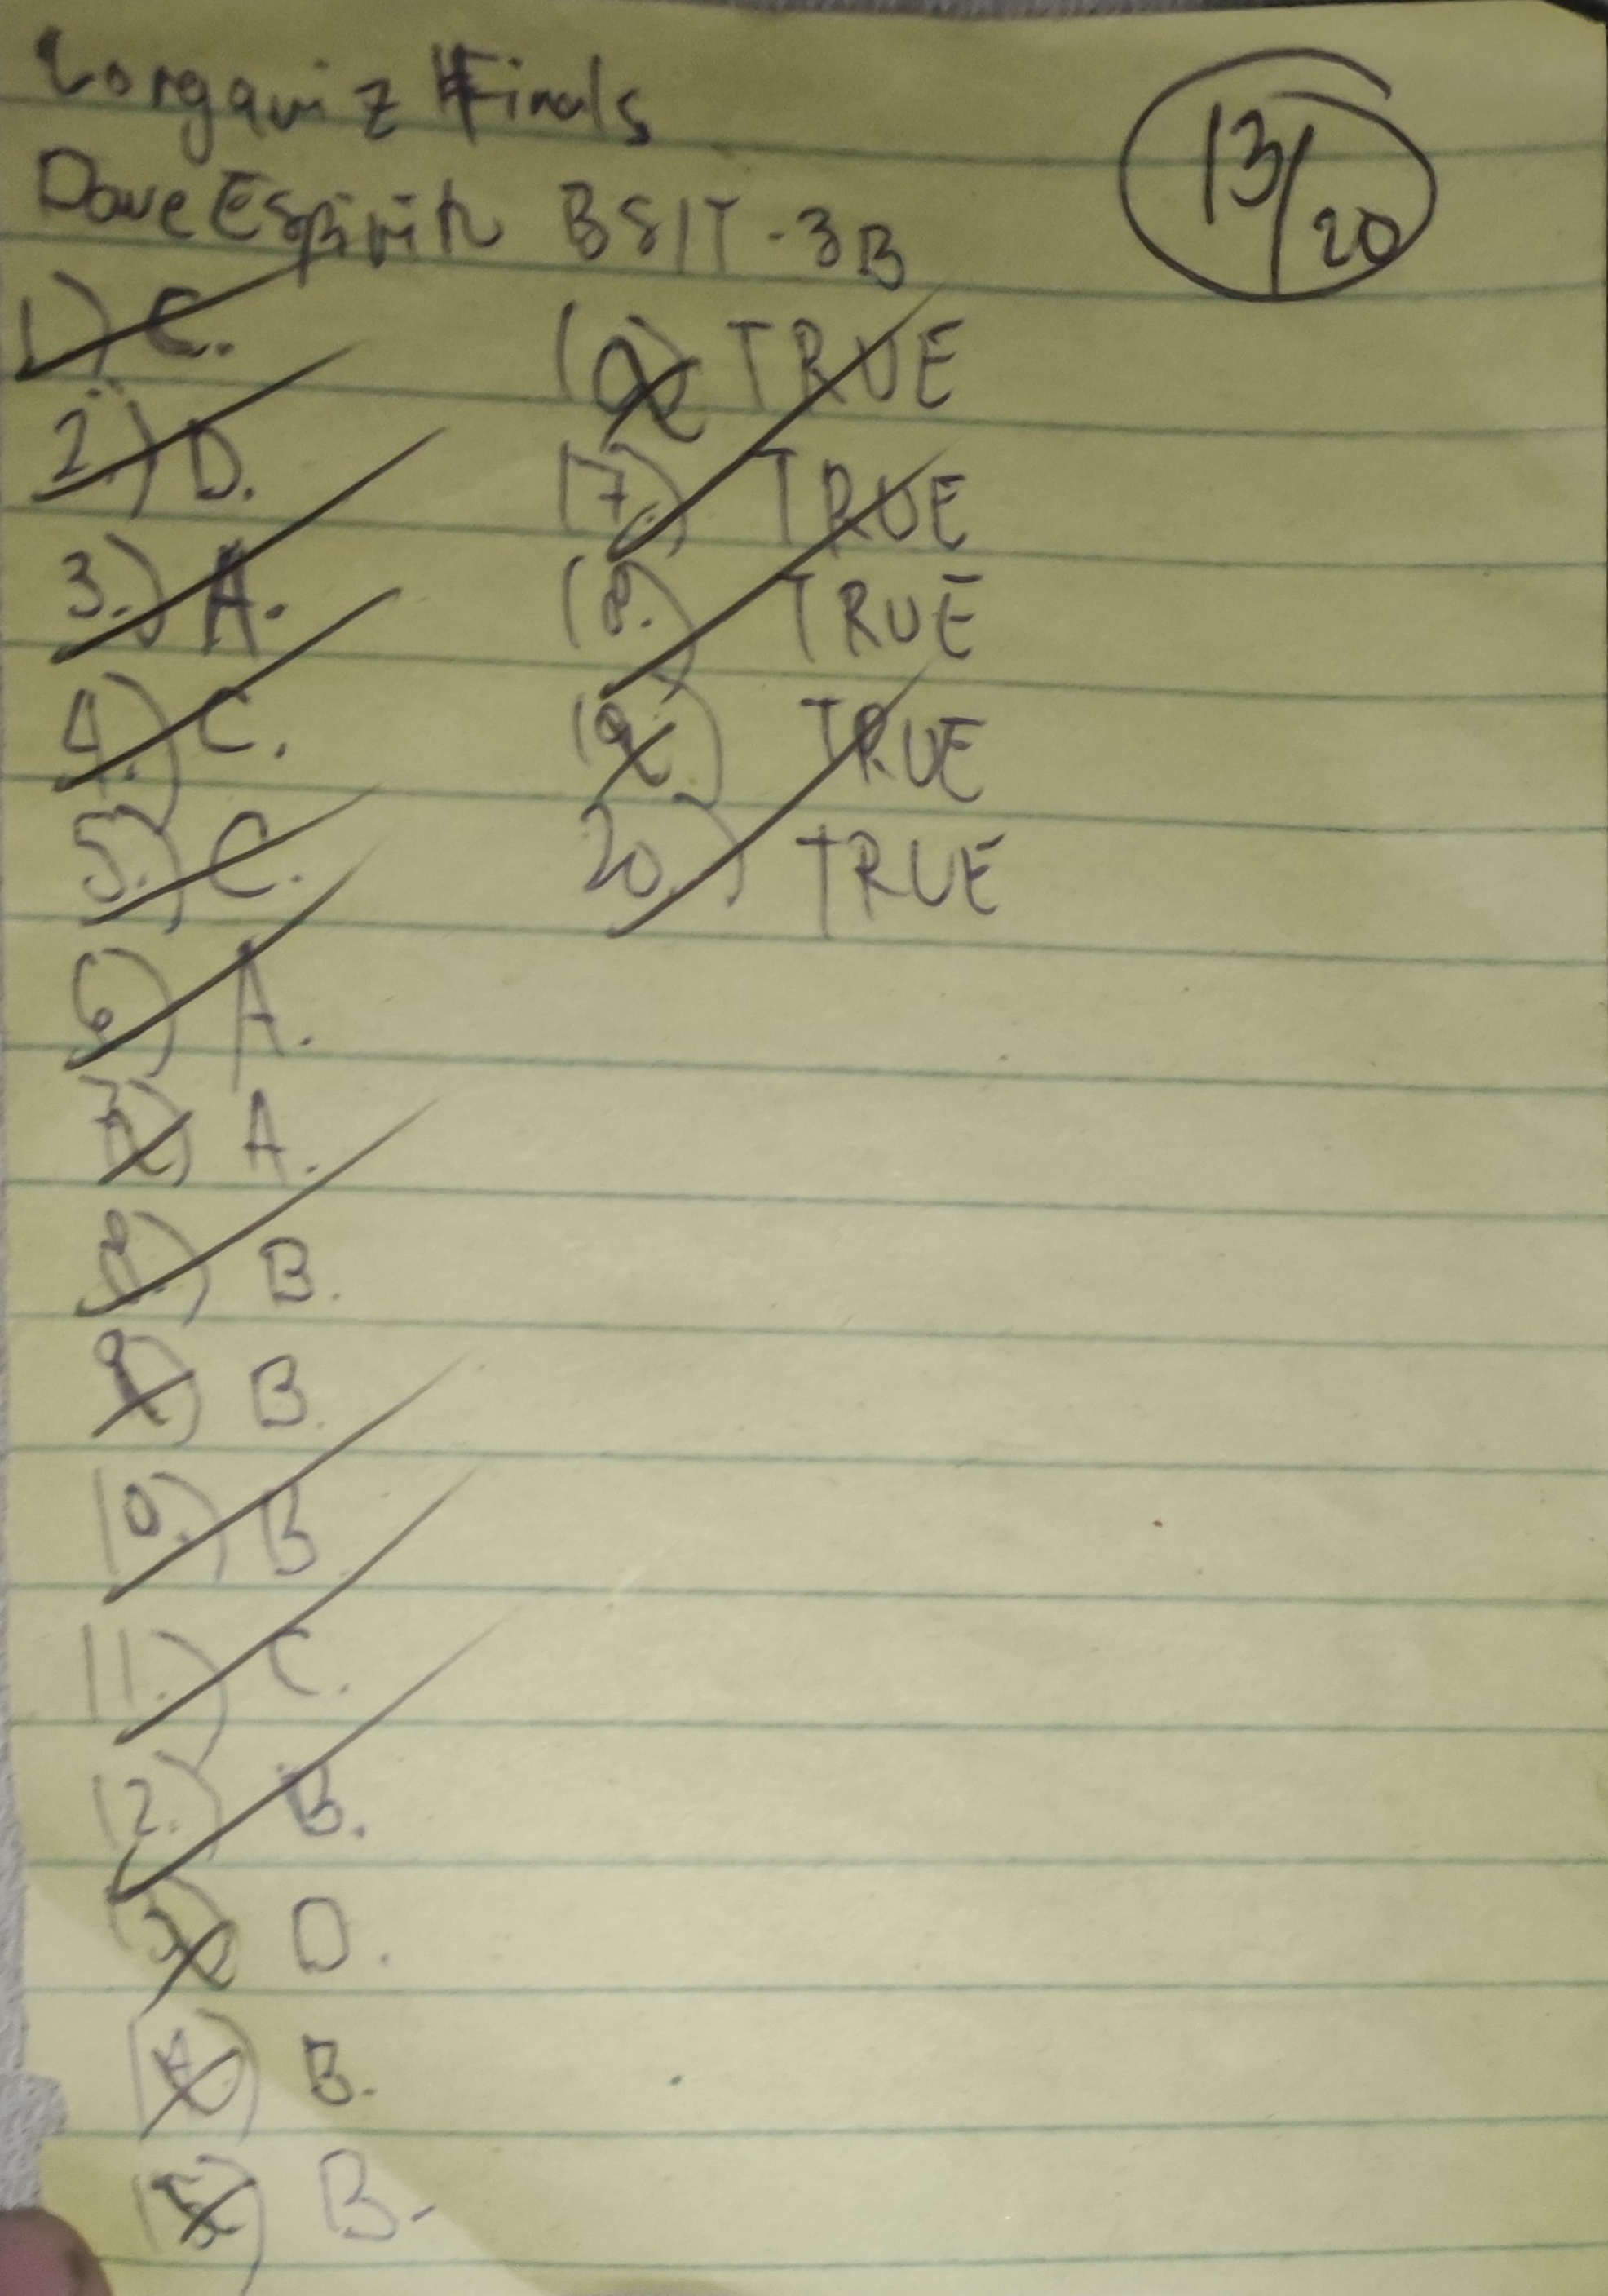 Longquiz Finals
13/20
Dave Espiritu BSIT-3B
1.) C.
2.) D.
3.) A.
4.) C.
5.) C.
6.) A.
7.) A.
8.) B.
9.) B.
10.) B
11.) C.
12.) B.
13.) D.
14.) B.
15.) B.
16.) TRUE
17.) TRUE
18.) TRUE
19.) TRUE
20.) TRUE